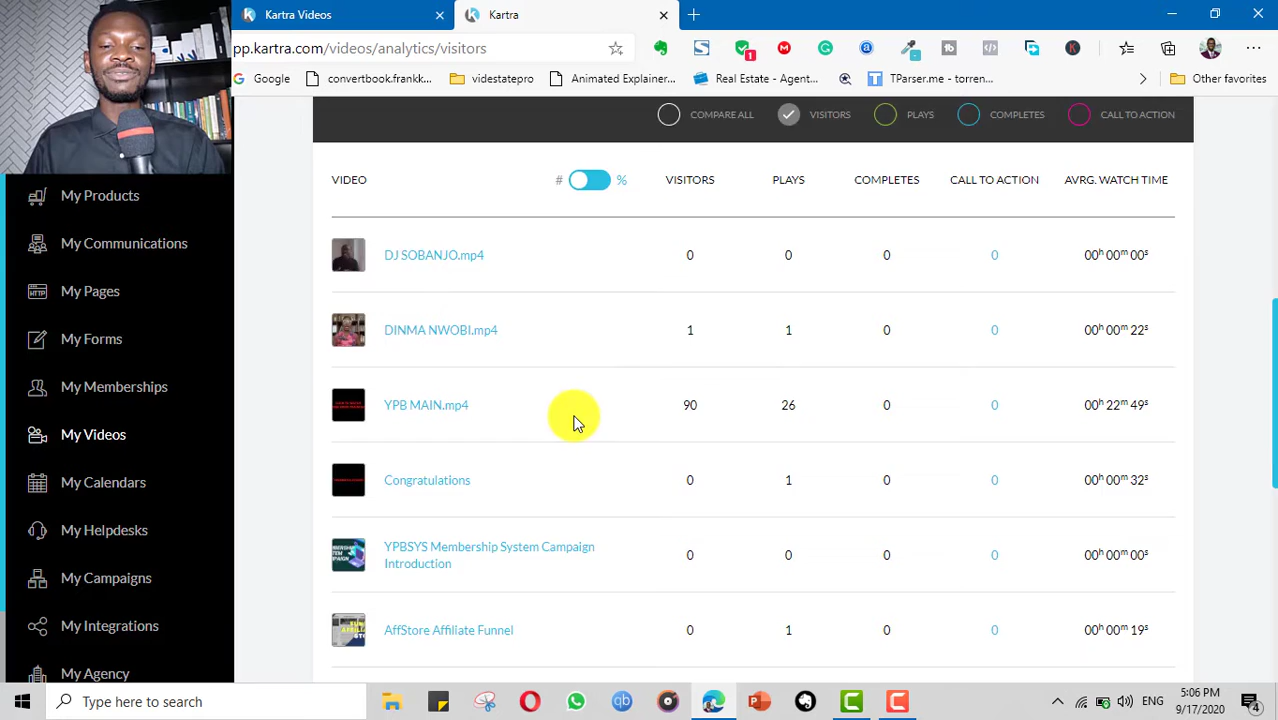 Kartra Videos
Kartra
pp.kartra.com/videos/analytics/visitors
1
Google
convertbook.frankk...
videstatepro
Animated Explainer...
Real Estate - Agent...
TParser.me - torren...
Other favorites
COMPARE ALL
VISITORS
PLAYS
COMPLETES
CALL TO ACTION
VIDEO
# %
VISITORS
PLAYS
COMPLETES
CALL TO ACTION
AVRG. WATCH TIME
DJ SOBANJO.mp4 0 0 0 0 00h 00m 00s
DINMA NWOBI.mp4 1 1 0 0 00h 00m 22s
YPB MAIN.mp4 90 26 0 0 00h 22m 49s
Congratulations 0 1 0 0 00h 00m 32s
YPBSYS Membership System Campaign
Introduction 0 0 0 0 00h 00m 00s
AffStore Affiliate Funnel 0 1 0 0 00h 00m 19s
My Products
My Communications
My Pages
My Forms
My Memberships
My Videos
My Calendars
My Helpdesks
My Campaigns
My Integrations
My Agency
Type here to search
ENG
5:06 PM
9/17/2020
4